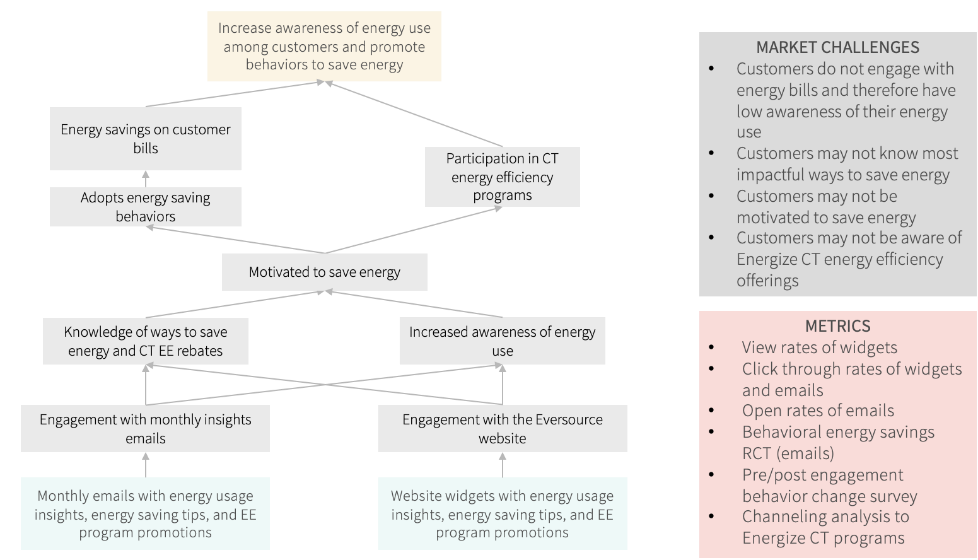 Increase awareness of energy use
among customers and promote
behaviors to save energy
Energy savings on customer
bills
Participation in CT
energy efficiency
programs
Adopts energy saving
behaviors
Motivated to save energy
Knowledge of ways to save
energy and CT EE rebates
Increased awareness of energy
use
Engagement with monthly insights
emails
Engagement with the Eversource
website
Monthly emails with energy usage
insights, energy saving tips, and EE
program promotions
Website widgets with energy usage
insights, energy saving tips, and EE
program promotions
MARKET CHALLENGES
• Customers do not engage with
energy bills and therefore have
low awareness of their energy
use
• Customers may not know most
impactful ways to save energy
• Customers may not be
motivated to save energy
• Customers may not be aware of
Energize CT energy efficiency
offerings
METRICS
• View rates of widgets
• Click through rates of widgets
and emails
• Open rates of emails
• Behavioral energy savings
RCT (emails)
• Pre/post engagement
behavior change survey
• Channeling analysis to
Energize CT programs